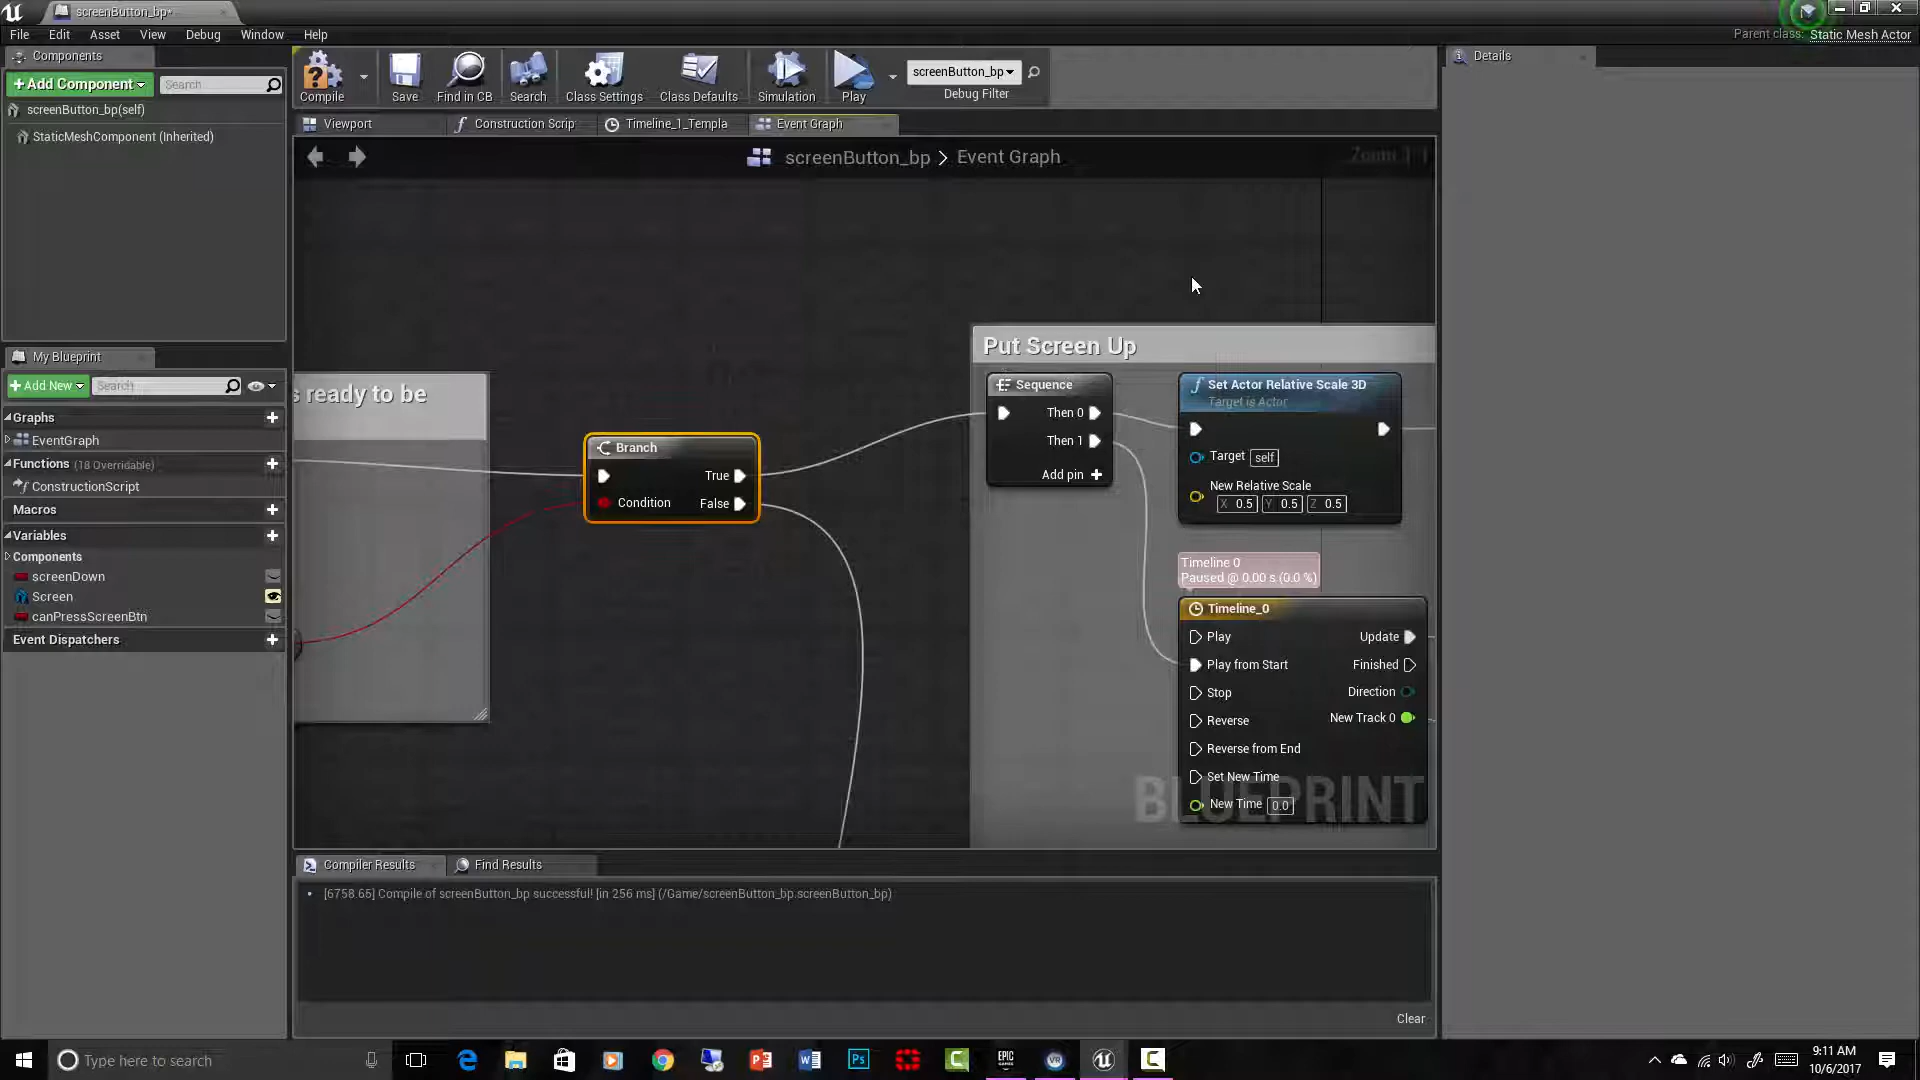 screenButton_bp*
File Edit Asset View Debug Window Help
Parent class: Static Mesh Actor
Components
Details
+Add Component
Search
Compile
Save
Find in CB
Search
Class Settings
Class Defaults
Simulation
Play
screenButton_bp
Debug Filter
screenButton_bp(self)
StaticMeshComponent (Inherited)
Viewport
Construction Scrip
Timeline_1_Templa
Event Graph
screenButton_bp > Event Graph
Zoom 1:1
My Blueprint
+Add New
Search
Graphs
EventGraph
Functions (18 Overridable)
ConstructionScript
Macros
Variables
Components
screenDown
Screen
canPressScreenBtn
Event Dispatchers
s ready to be
Branch
True
Condition
False
Put Screen Up
Sequence
Then 0
Then 1
Add pin +
Set Actor Relative Scale 3D
Target is Actor
Target self
New Relative Scale
X 0.5 Y 0.5 Z 0.5
Timeline 0
Paused @ 0.00 s (0.0 %)
Timeline_0
Play Update
Play from Start Finished
Stop Direction
Reverse New Track 0
Reverse from End
Set New Time
New Time 0.0
BLUEPRINT
Compiler Results
Find Results
[6758.65] Compile of screenButton_bp successful! [in 256 ms] (/Game/screenButton_bp.screenButton_bp)
Clear
Type here to search
EPIC GAMES
9:11 AM
10/6/2017